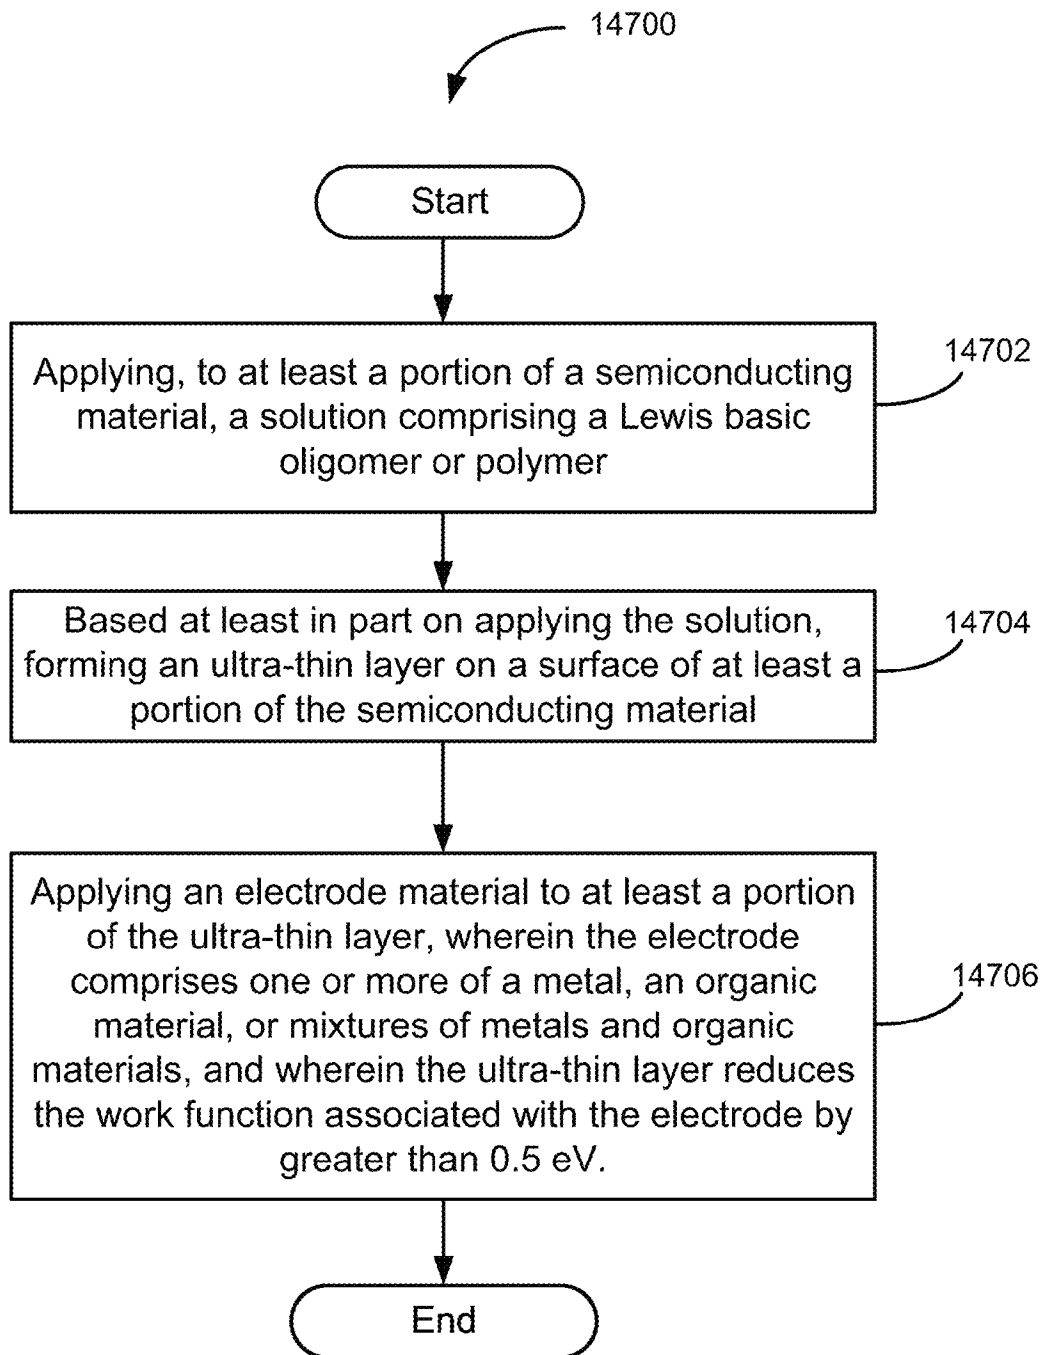 14700
Start
Applying, to at least a portion of a semiconducting
material, a solution comprising a Lewis basic
oligomer or polymer
14702
Based at least in part on applying the solution,
forming an ultra-thin layer on a surface of at least a
portion of the semiconducting material
14704
Applying an electrode material to at least a portion
of the ultra-thin layer, wherein the electrode
comprises one or more of a metal, an organic
material, or mixtures of metals and organic
materials, and wherein the ultra-thin layer reduces
the work function associated with the electrode by
greater than 0.5 eV.
14706
End